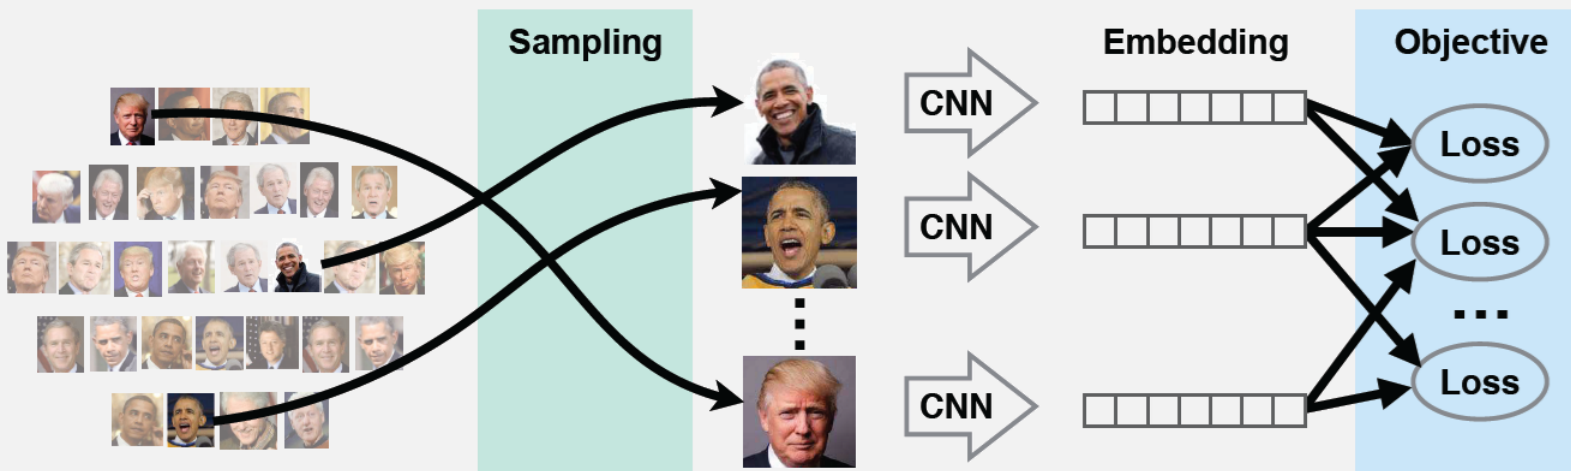 Sampling
Embedding
Objective
CNN
Loss
CNN
Loss
...
CNN
Loss